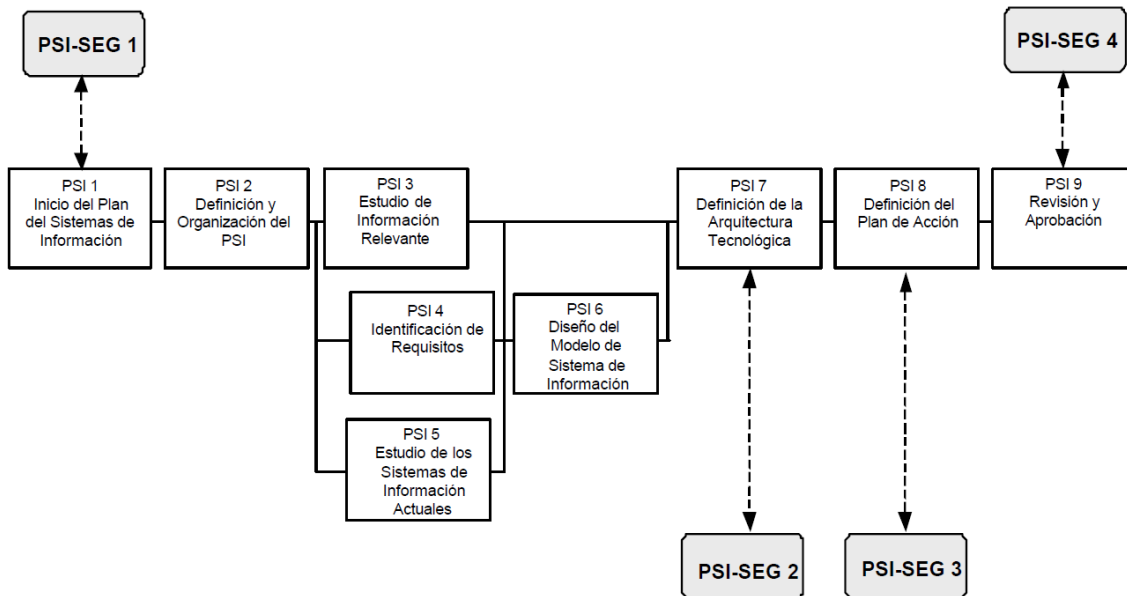 PSI-SEG 1
PSI-SEG 4
PSI 1
Inicio del Plan
del Sistemas de
Información
PSI 2
Definición y
Organización del
PSI
PSI 3
Estudio de
Información
Relevante
PSI 7
Definición de la
Arquitectura
Tecnológica
PSI 8
Definición del
Plan de Acción
PSI 9
Revisión y
Aprobación
PSI 4
Identificación de
Requisitos
PSI 6
Diseño del
Modelo de
Sistema de
Información
PSI 5
Estudio de los
Sistemas de
Información
Actuales
PSI-SEG 2
PSI-SEG 3